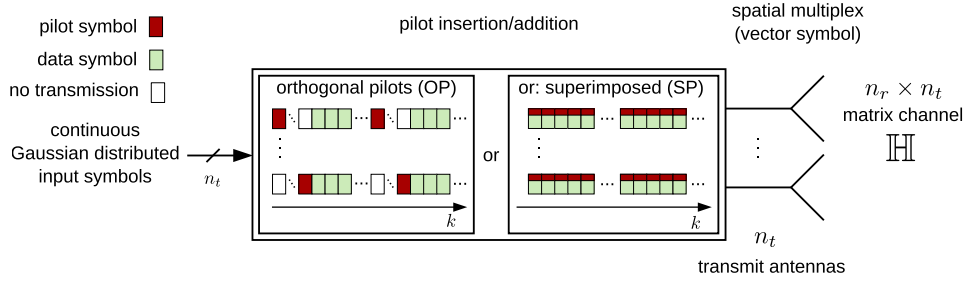 pilot symbol
data symbol
no transmission
continuous
Gaussian distributed
input symbols
n_t
pilot insertion/addition
orthogonal pilots (OP)
k
or
or: superimposed (SP)
k
spatial multiplex
(vector symbol)
n_r × n_t
matrix channel
ℍ
n_t
transmit antennas